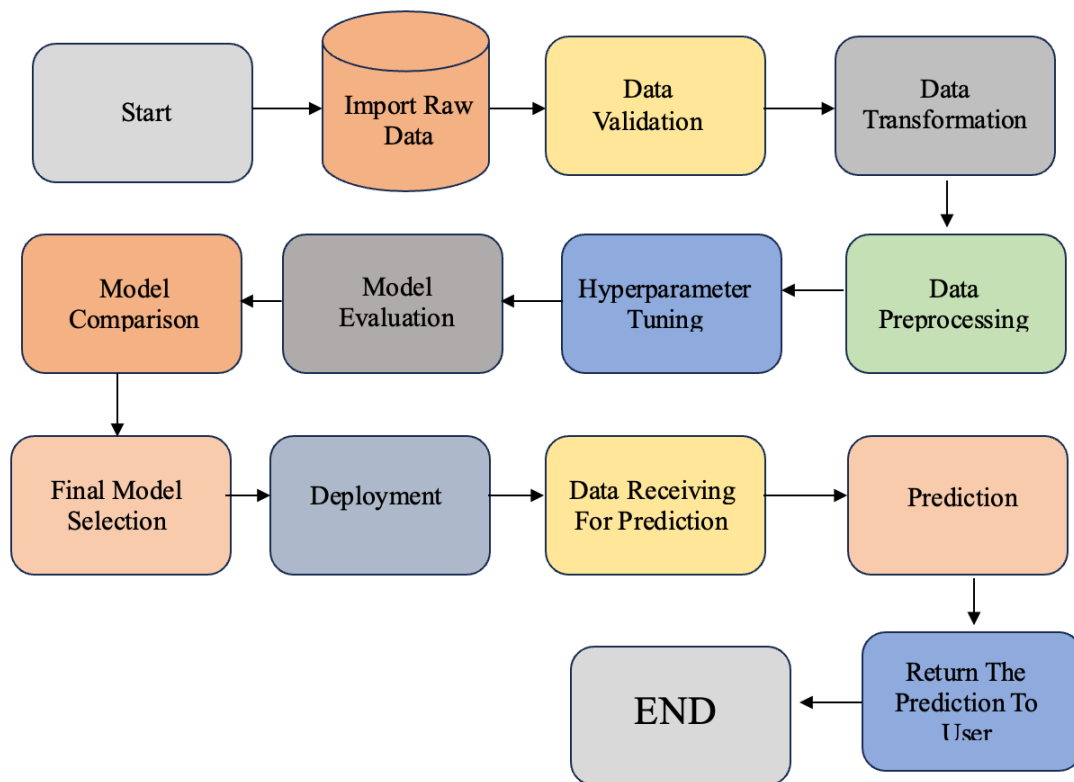 Start
Import Raw
Data
Data
Validation
Data
Transformation
Data
Preprocessing
Hyperparameter
Tuning
Model
Evaluation
Model
Comparison
Final Model
Selection
Deployment
Data Receiving
For Prediction
Prediction
Return The
Prediction To
User
END